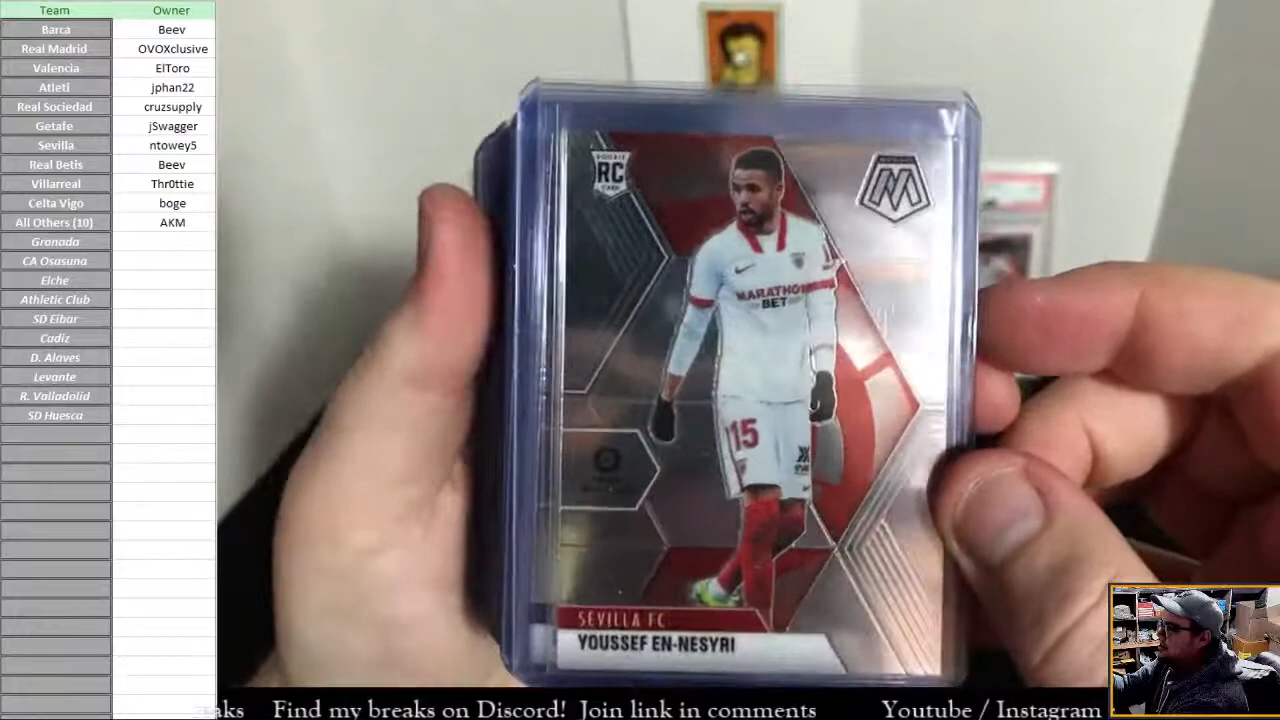 Team Owner
Barca Beev
Real Madrid OVOXclusive
Valencia ElToro
Atleti jphan22
Real Sociedad cruzsupply
Getafe jSwagger
Sevilla ntowey5
Real Betis Beev
Villarreal Thr0ttie
Celta Vigo boge
All Others (10) AKM
Granada
CA Osasuna
Elche
Athletic Club
SD Eibar
Cadiz
D. Alaves
Levante
R. Valladolid
SD Huesca
ROOKIE
RC
CARD
MOSAIC
MARATHON
BET
15
SEVILLA FC
YOUSSEF EN-NESYRI
Find my breaks on Discord! Join link in comments Youtube / Instagram